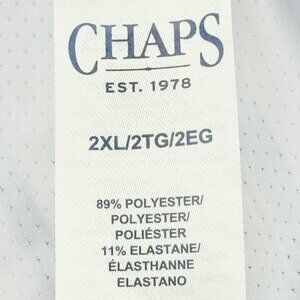 CHAPS
EST. 1978
2XL/2TG/2EG
89% POLYESTER/
POLYESTER/
POLIÉSTER
11% ELASTANE/
ÉLASTHANNE
ELASTANO